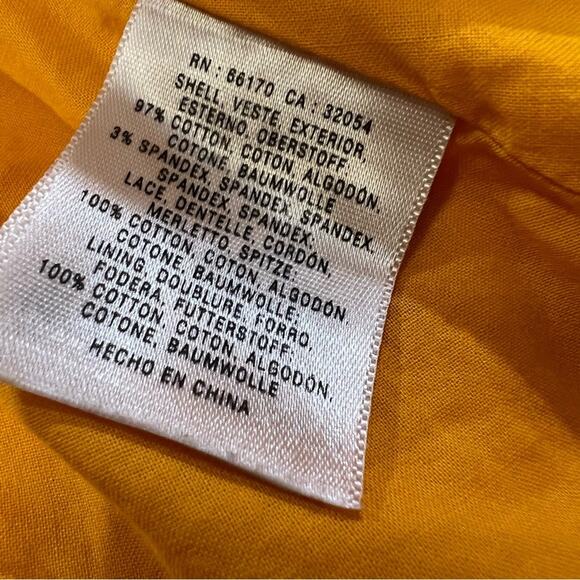 RN : 86170 CA : 32054
SHELL, VESTE, EXTERIOR,
ESTERNO, OBERSTOFF.
97% COTTON, COTON, ALGODÓN,
COTONE, BAUMWOLLE
3% SPANDEX, SPANDEX, SPANDEX,
SPANDEX, SPANDEX.
LACE, DENTELLE, CORDÓN,
MERLETTO, SPITZE.
100% COTTON, COTON, ALGODÓN,
COTONE, BAUMWOLLE.
LINING, DOUBLURE, FORRO,
FODERA, FUTTERSTOFF.
100% COTTON, COTON, ALGODÓN,
COTONE, BAUMWOLLE
HECHO EN CHINA